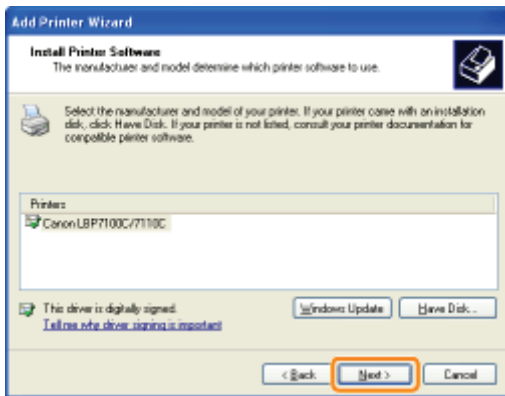 Add Printer Wizard
Install Printer Software
The manufacturer and model determine which printer software to use.
Select the manufacturer and model of your printer. If your printer came with an installation
disk, click Have Disk. If your printer is not listed, consult your printer documentation for
compatible printer software.
Printers
Canon LBP7100C/7110C
This driver is digitally signed.
Windows Update
Have Disk...
Tell me why driver signing is important
< Back
Next >
Cancel